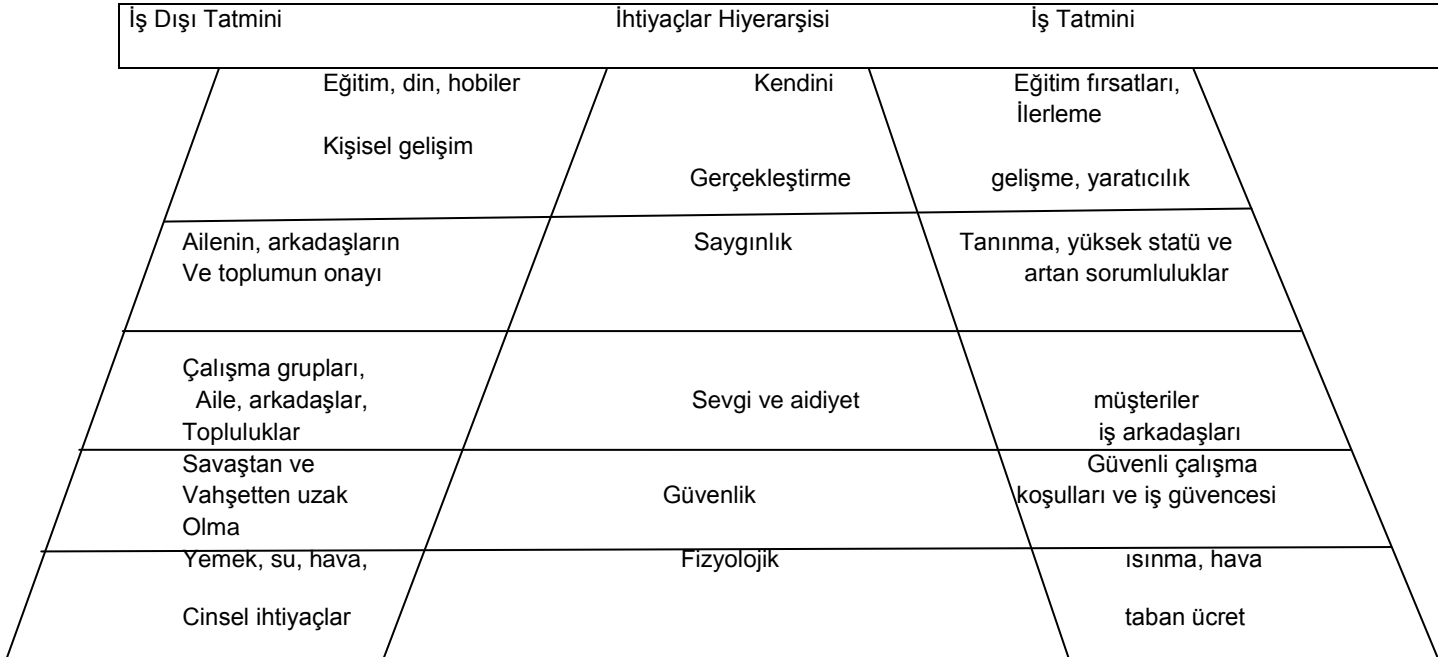 İş Dışı Tatmini İhtiyaçlar Hiyerarşisi İş Tatmini
Eğitim, din, hobiler Kendini Eğitim fırsatları,
İlerleme
Kişisel gelişim
Gerçekleştirme gelişme, yaratıcılık
Ailenin, arkadaşların Saygınlık Tanınma, yüksek statü ve
Ve toplumun onayı artan sorumluluklar
Çalışma grupları,
Aile, arkadaşlar, Sevgi ve aidiyet müşteriler
Topluluklar iş arkadaşları
Savaştan ve Güvenli çalışma
Vahşetten uzak Güvenlik koşulları ve iş güvencesi
Olma
Yemek, su, hava, Fizyolojik ısınma, hava
Cinsel ihtiyaçlar taban ücret